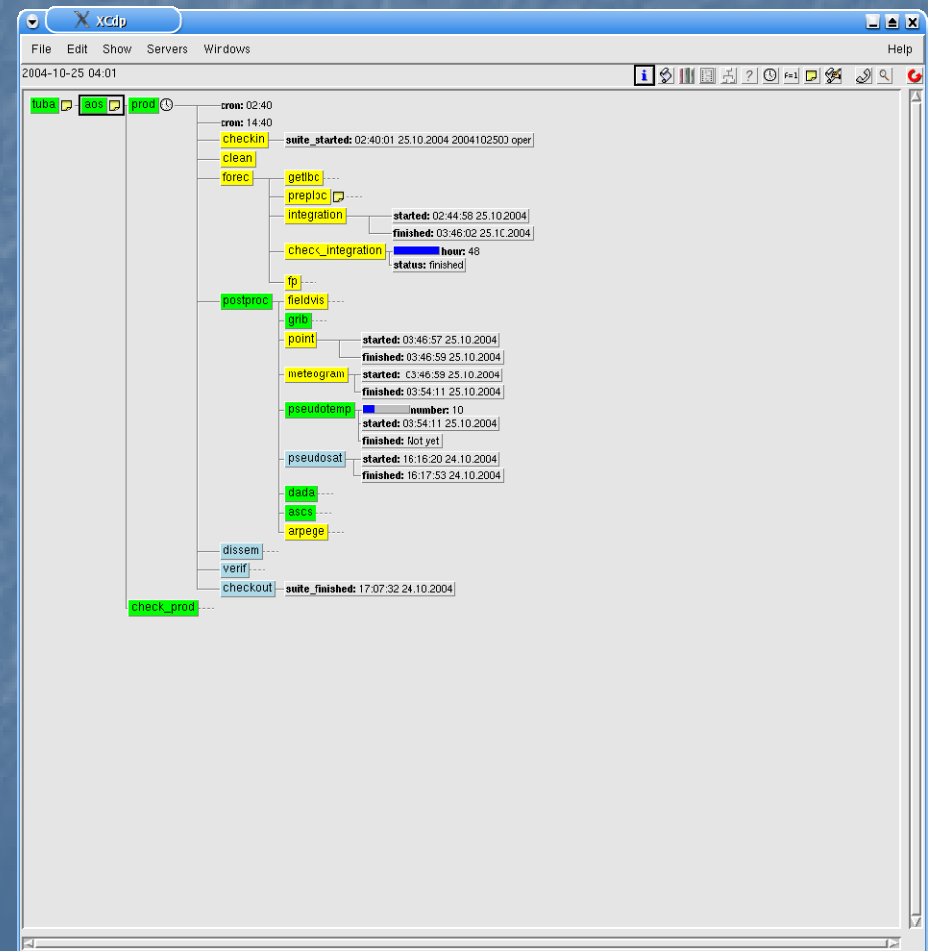 XCdp
File Edit Show Servers Windows Help
2004-10-25 04:01
tuba aos prod cron: 02:40
cron: 14:40
checkin suite_started: 02:40:01 25.10.2004 2004102500 oper
clean
forec getlbc
preplbc
integration started: 02:44:58 25.10.2004
finished: 03:46:02 25.10.2004
check_integration hour: 48
status: finished
fp
postproc fieldvis
grib
point started: 03:46:57 25.10.2004
finished: 03:46:59 25.10.2004
meteogram started: 03:46:59 25.10.2004
finished: 03:54:11 25.10.2004
pseudotemp number: 10
started: 03:54:11 25.10.2004
finished: Not yet
pseudosat started: 16:16:20 24.10.2004
finished: 16:17:53 24.10.2004
dada
ascs
arpege
dissem
verif
checkout suite_finished: 17:07:32 24.10.2004
check_prod